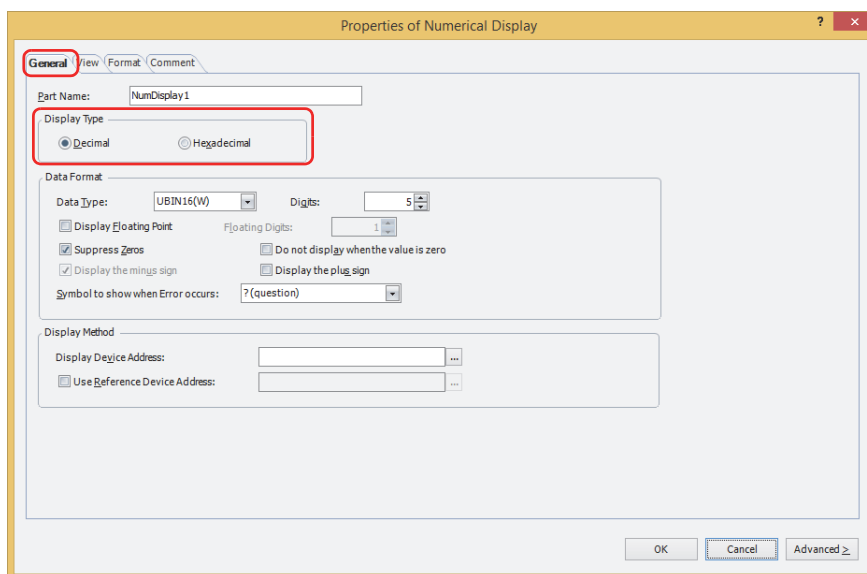 Properties of Numerical Display
? ×
General View Format Comment
Part Name: NumDisplay1
Display Type
Decimal Hexadecimal
Data Format
Data Type: UBIN16(W) Digits: 5
Display Floating Point Floating Digits: 1
Suppress Zeros Do not display when the value is zero
Display the minus sign Display the plus sign
Symbol to show when Error occurs: ? (question)
Display Method
Display Device Address: ...
Use Reference Device Address: ...
OK Cancel Advanced >